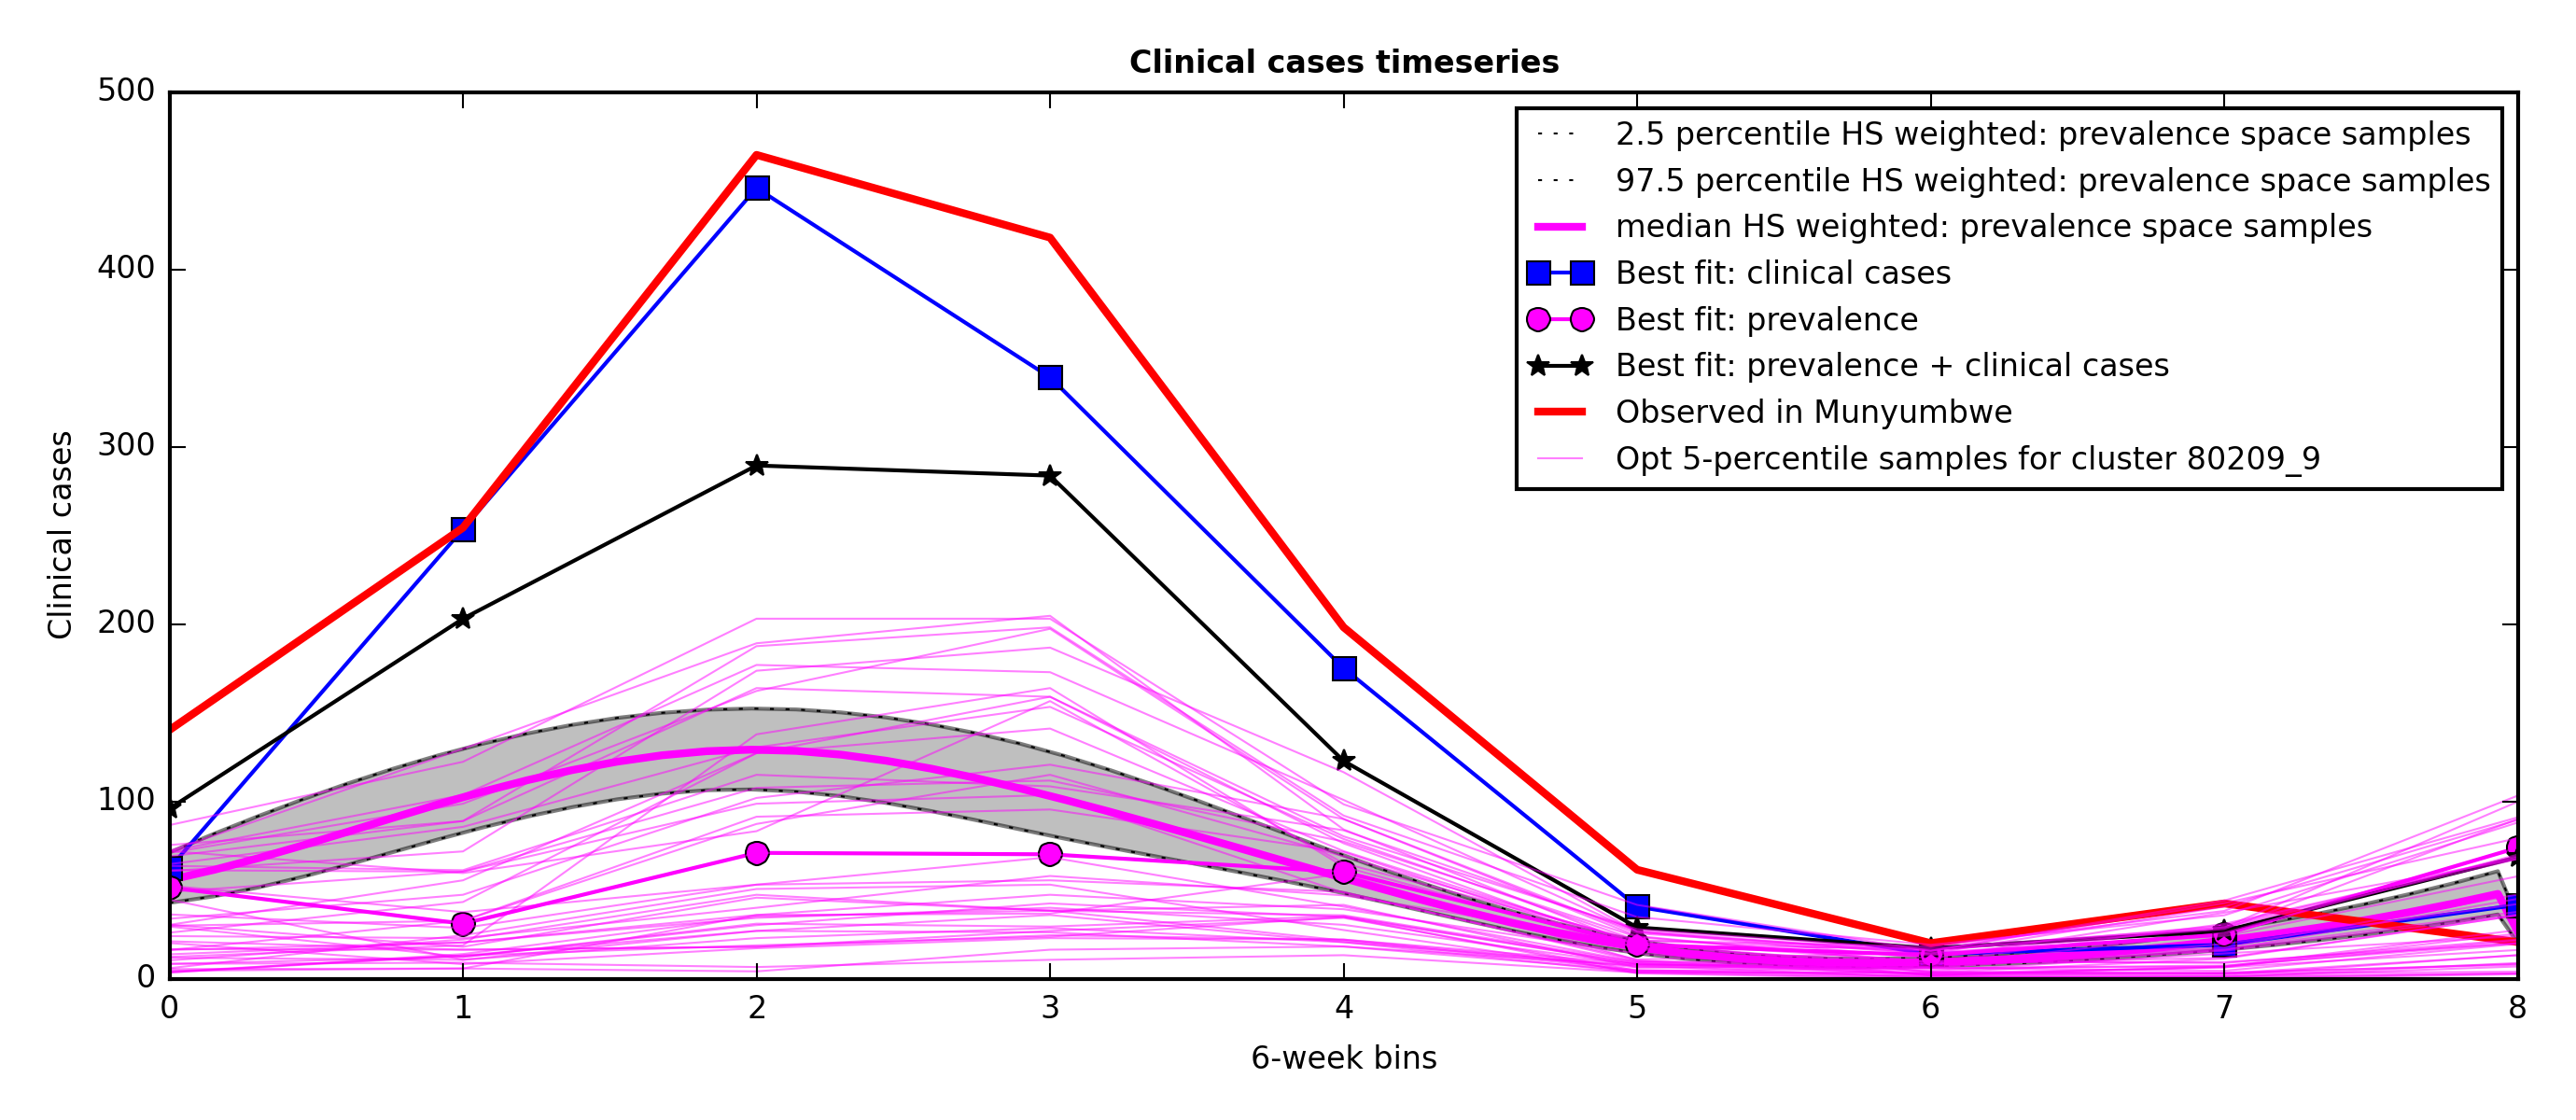 Clinical cases timeseries
500
400
300
200
100
0
Clinical cases
2.5 percentile HS weighted: prevalence space samples
97.5 percentile HS weighted: prevalence space samples
median HS weighted: prevalence space samples
Best fit: clinical cases
Best fit: prevalence
Best fit: prevalence + clinical cases
Observed in Munyumbwe
Opt 5-percentile samples for cluster 80209_9
0 1 2 3 4 5 6 7 8
6-week bins